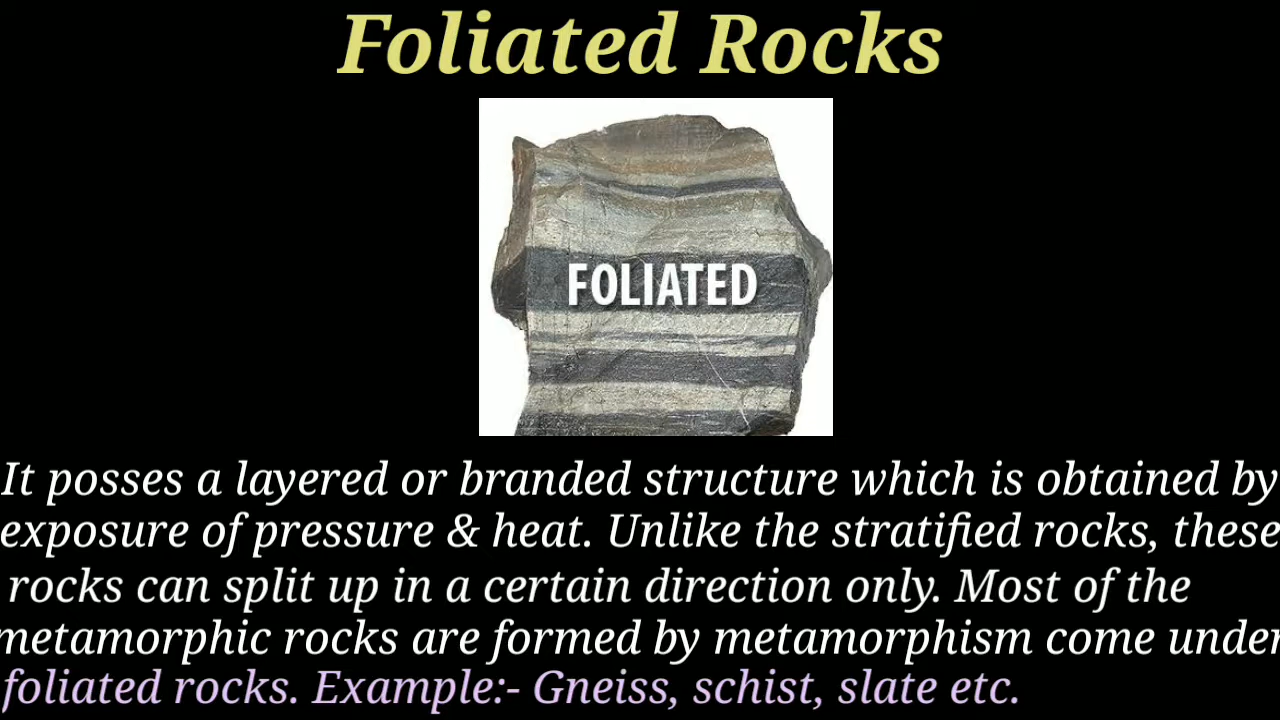 Foliated Rocks
FOLIATED
It posses a layered or branded structure which is obtained by
exposure of pressure & heat. Unlike the stratified rocks, these
rocks can split up in a certain direction only. Most of the
metamorphic rocks are formed by metamorphism come under
foliated rocks. Example:- Gneiss, schist, slate etc.